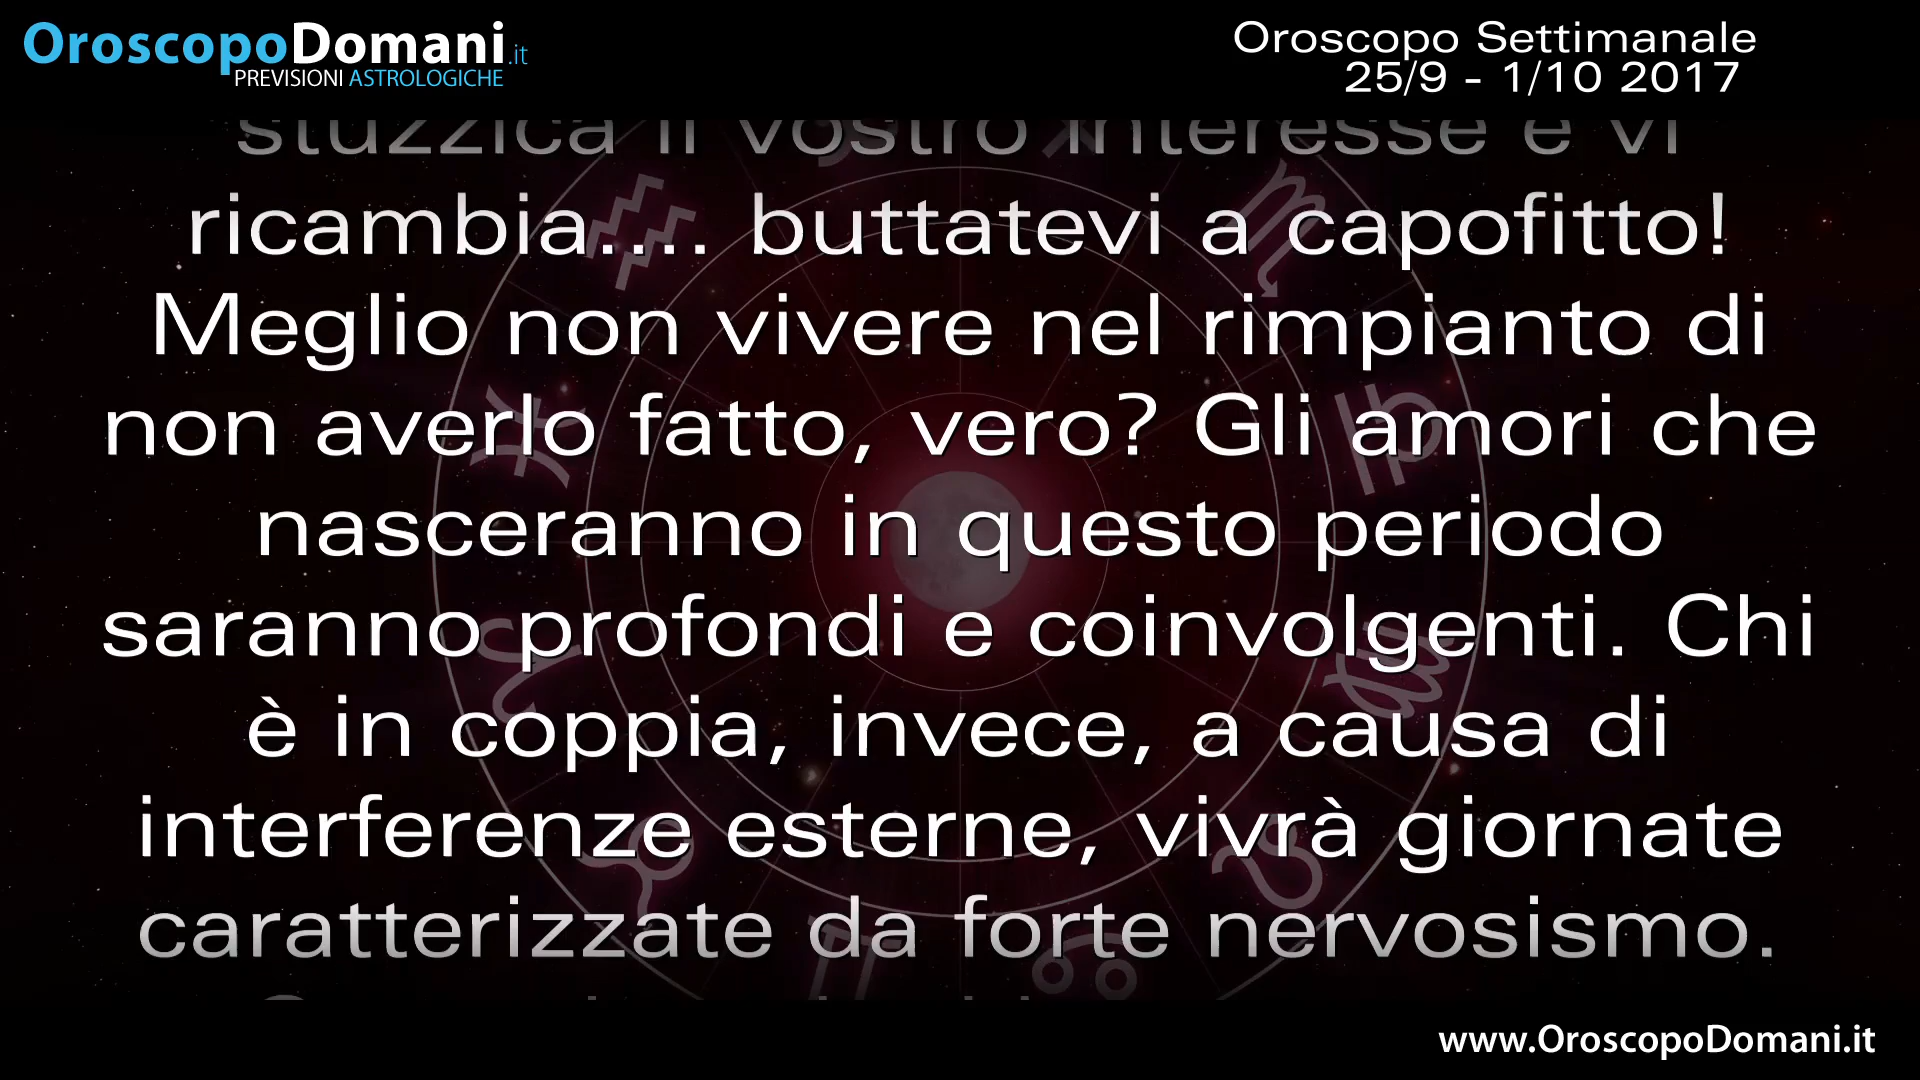 OroscopoDomani.it
PREVISIONI ASTROLOGICHE
Oroscopo Settimanale
25/9 - 1/10 2017
stuzzica il vostro interesse e vi
ricambia.... buttatevi a capofitto!
Meglio non vivere nel rimpianto di
non averlo fatto, vero? Gli amori che
nasceranno in questo periodo
saranno profondi e coinvolgenti. Chi
è in coppia, invece, a causa di
interferenze esterne, vivrà giornate
caratterizzate da forte nervosismo.
www.OroscopoDomani.it